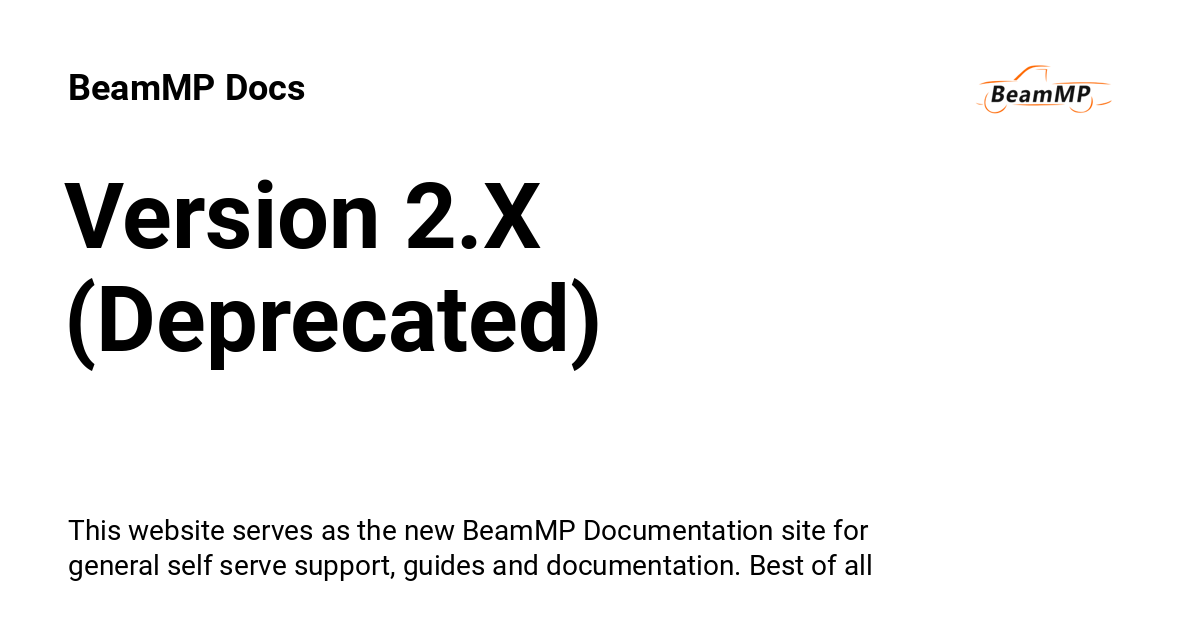 BeamMP Docs
BeamMP
Version 2.X
(Deprecated)
This website serves as the new BeamMP Documentation site for
general self serve support, guides and documentation. Best of all